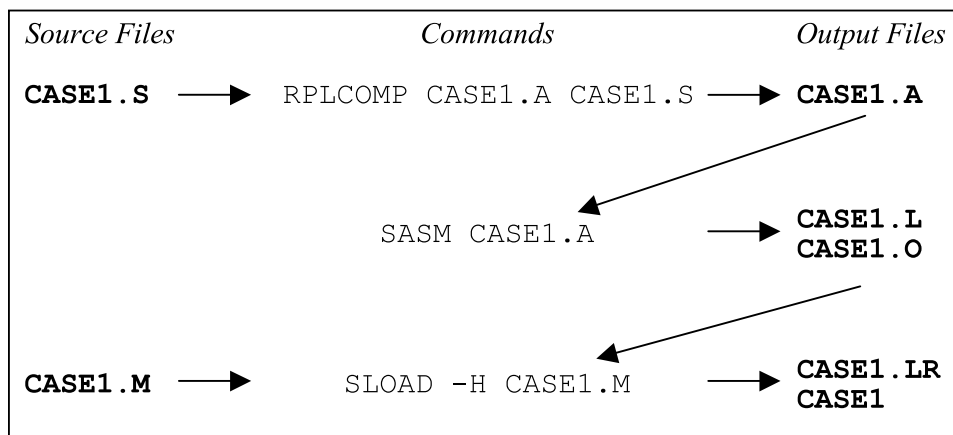 Source Files Commands Output Files
CASE1.S RPLCOMP CASE1.A CASE1.S CASE1.A
SASM CASE1.A CASE1.L
CASE1.O
CASE1.M SLOAD -H CASE1.M CASE1.LR
CASE1